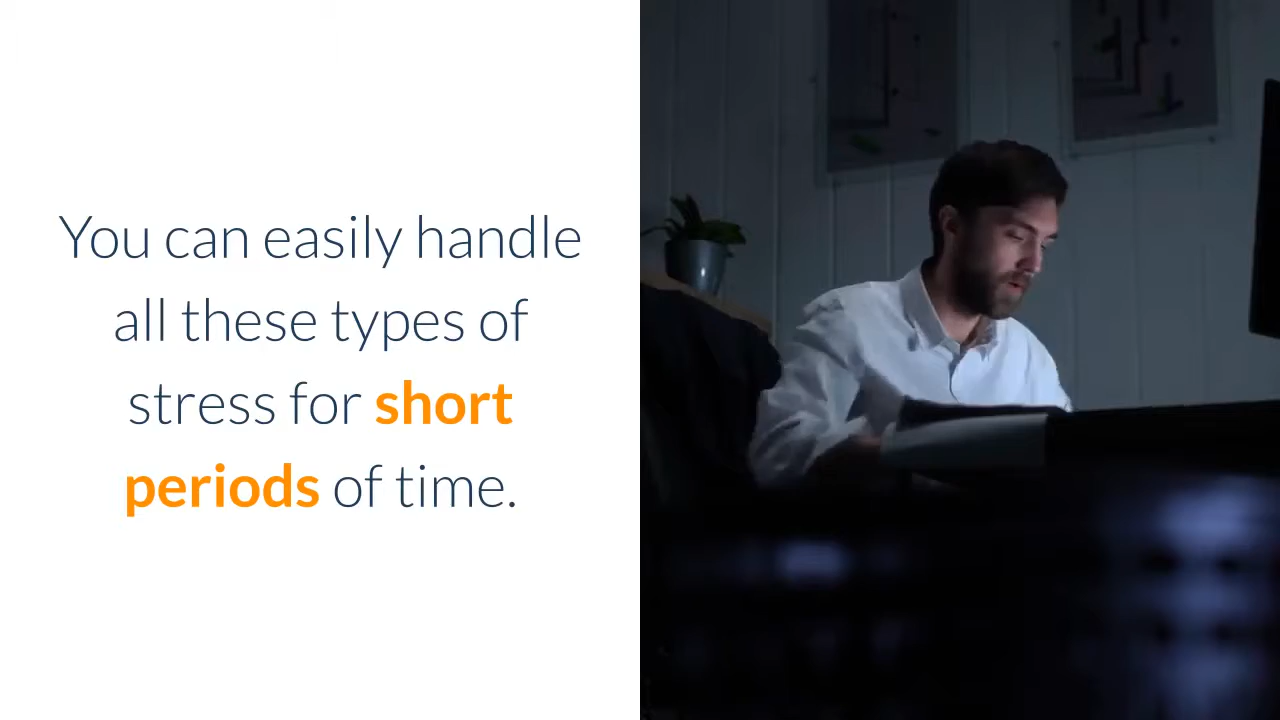 You can easily handle
all these types of
stress for short
periods of time.